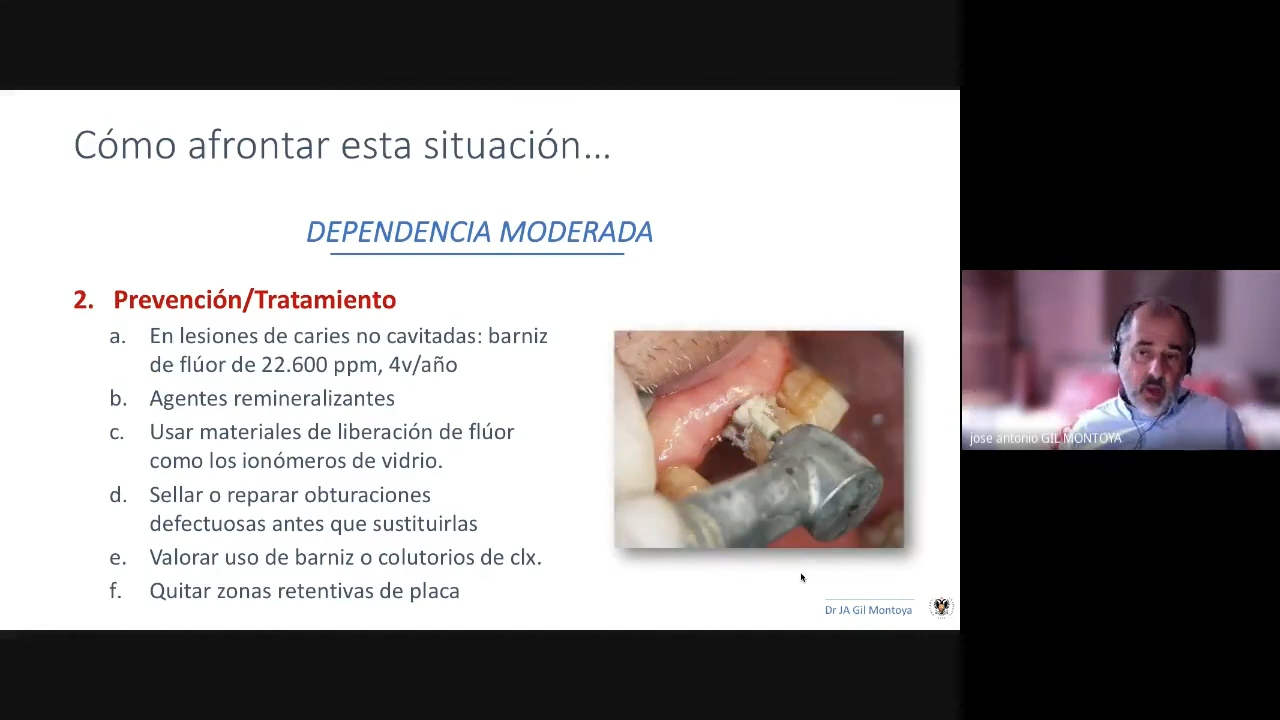 Cómo afrontar esta situación...
DEPENDENCIA MODERADA
2. Prevención/Tratamiento
a. En lesiones de caries no cavitadas: barniz
de flúor de 22.600 ppm, 4v/año
b. Agentes remineralizantes
c. Usar materiales de liberación de flúor
como los ionómeros de vidrio.
d. Sellar o reparar obturaciones
defectuosas antes que sustituirlas
e. Valorar uso de barniz o colutorios de clx.
f. Quitar zonas retentivas de placa
Dr JA Gil Montoya
jose antonio GIL MONTOYA